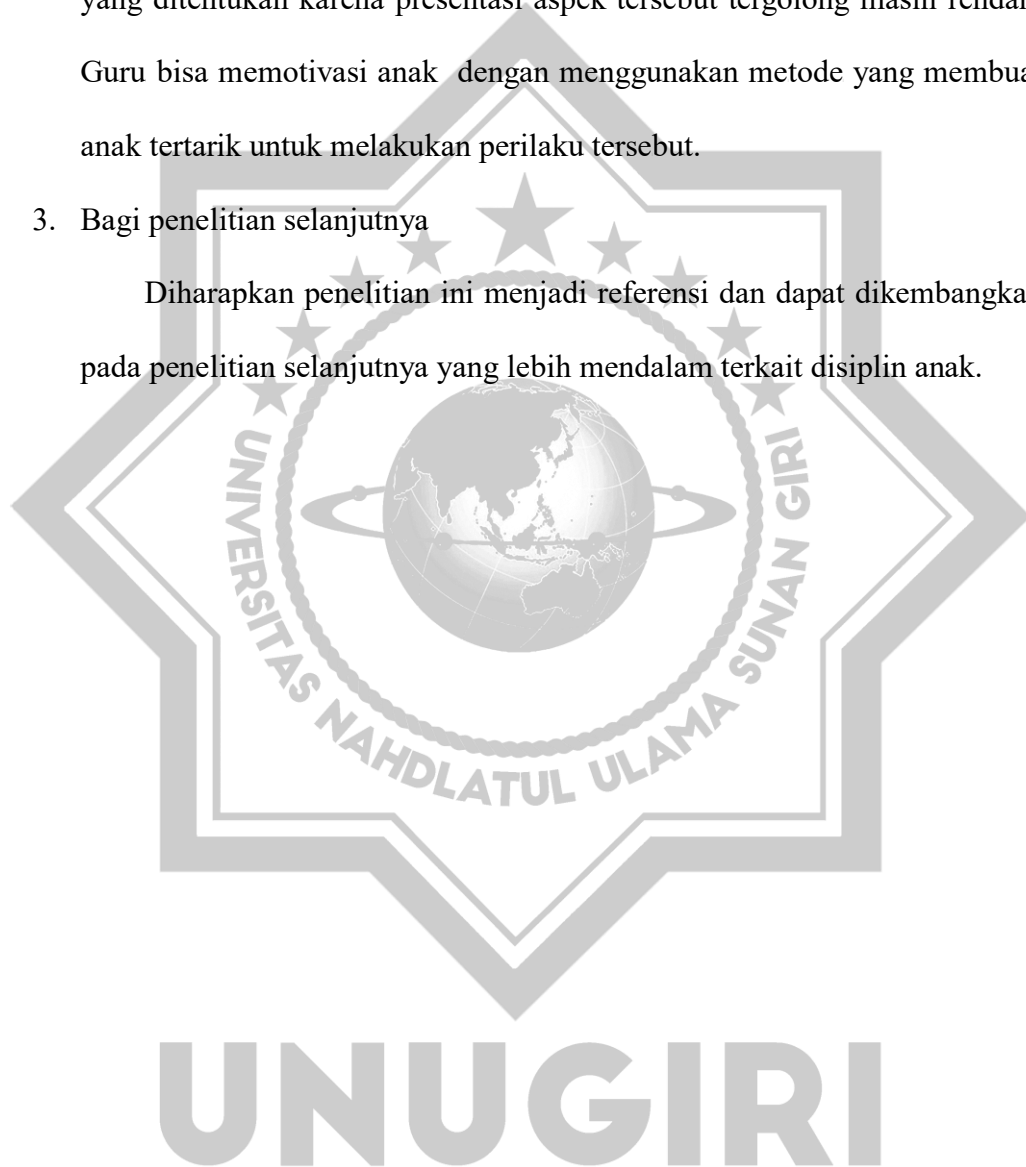 yang ditentukan karena presentasi aspek tersebut tergolong masih
Guru bisa memotivasi anak dengan menggunakan metode yang
anak tertarik untuk melakukan perilaku tersebut.
3. Bagi penelitian selanjutnya
Diharapkan penelitian ini menjadi referensi dan dapat
pada penelitian selanjutnya yang lebih mendalam terkait disiplin anak.
UNIVERSITAS NAHDLATUL ULAMA SUNAN GIRI
UNUGIRI